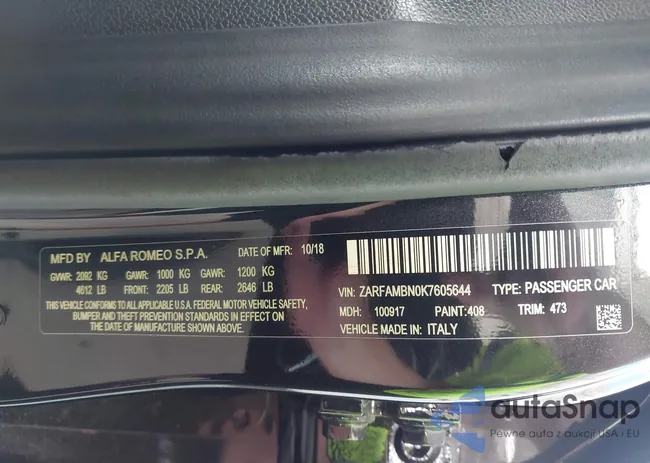 MFD BY ALFA ROMEO S.P.A. DATE OF MFR: 10/18
GVWR: 2092 KG GAWR: 1000 KG GAWR: 1200 KG
4612 LB FRONT: 2205 LB REAR: 2646 LB
THIS VEHICLE CONFORMS TO ALL APPLICABLE U.S.A. FEDERAL MOTOR VEHICLE SAFETY,
BUMPER AND THEFT PREVENTION STANDARDS IN EFFECT ON
THE DATE OF MANUFACTURE SHOWN ABOVE.
VIN: ZARFAMBN0K7605644 TYPE: PASSENGER CAR
MDH: 100917 PAINT: 408 TRIM: 473
VEHICLE MADE IN: ITALY
autaSnap
Pewne auta z aukcji USA i EU